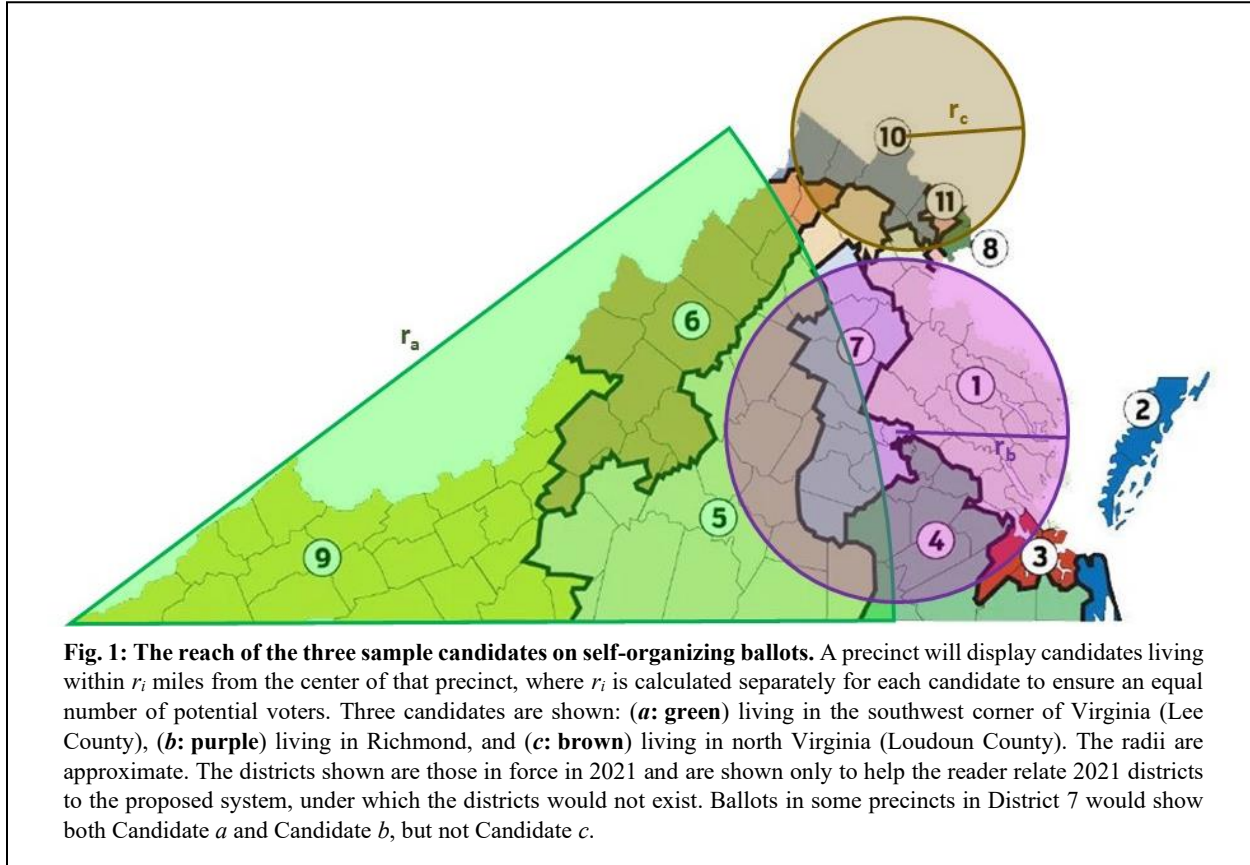 r_c
10
11
8
r_a
6
7
1
2
r_b
5
4
3
9
Fig. 1: The reach of the three sample candidates on self-organizing ballots. A precinct will display candidates living
within r_i miles from the center of that precinct, where r_i is calculated separately for each candidate to ensure an equal
number of potential voters. Three candidates are shown: (a: green) living in the southwest corner of Virginia (Lee
County), (b: purple) living in Richmond, and (c: brown) living in north Virginia (Loudoun County). The radii are
approximate. The districts shown are those in force in 2021 and are shown only to help the reader relate 2021 districts
to the proposed system, under which the districts would not exist. Ballots in some precincts in District 7 would show
both Candidate a and Candidate b, but not Candidate c.